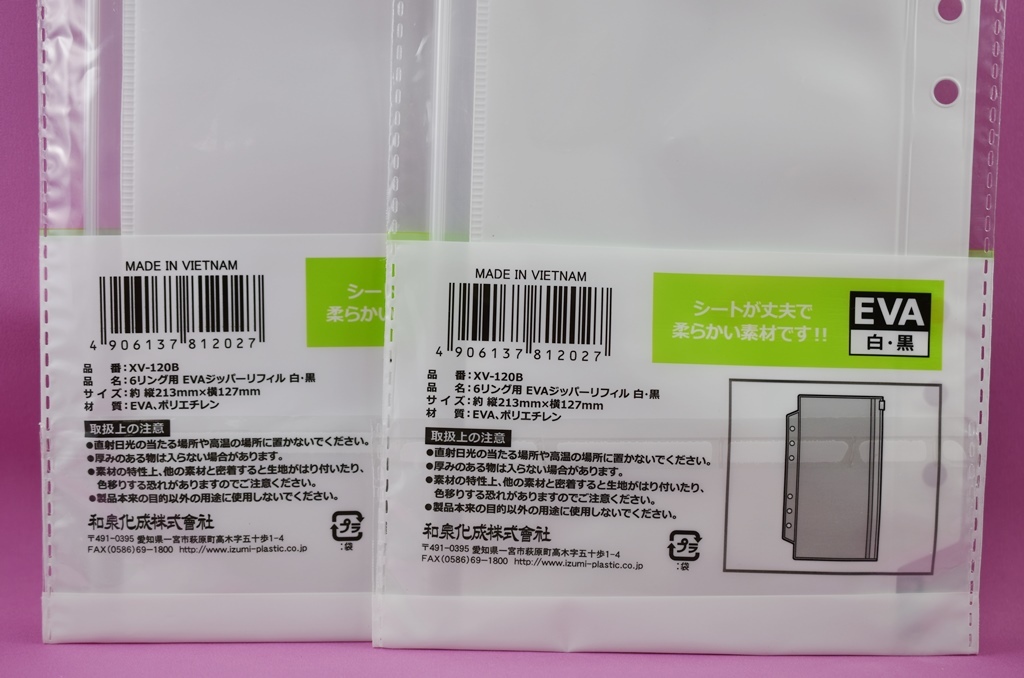 MADE IN VIETNAM
4 906137 812027
シー
柔らかい
品 番:XV-120B
品 名:6リング用 EVAジッパーリフィル 白・黒
サイズ:約 縦213mm×横127mm
材 質:EVA、ポリエチレン
取扱上の注意
●直射日光の当たる場所や高温の場所に置かないでください。
●厚みのある物は入らない場合があります。
●素材の特性上、他の素材と密着すると生地がはり付いたり、
色移りする恐れがありますのでご注意ください。
●製品本来の目的以外の用途に使用しないでください。
和泉化成株式會社
〒491-0395 愛知県一宮市萩原町高木字五十歩1-4
FAX(0586)69-1800 http://www.izumi-plastic.co.jp
プラ
:袋
MADE IN VIETNAM
4 906137 812027
シートが丈夫で
柔らかい素材です!!
EVA
白・黒
品 番:XV-120B
品 名:6リング用 EVAジッパーリフィル 白・黒
サイズ:約 縦213mm×横127mm
材 質:EVA、ポリエチレン
取扱上の注意
●直射日光の当たる場所や高温の場所に置かないでください。
●厚みのある物は入らない場合があります。
●素材の特性上、他の素材と密着すると生地がはり付いたり、
色移りする恐れがありますのでご注意ください。
●製品本来の目的以外の用途に使用しないでください。
和泉化成株式會社
〒491-0395 愛知県一宮市萩原町高木字五十歩1-4
FAX(0586)69-1800 http://www.izumi-plastic.co.jp
プラ
:袋